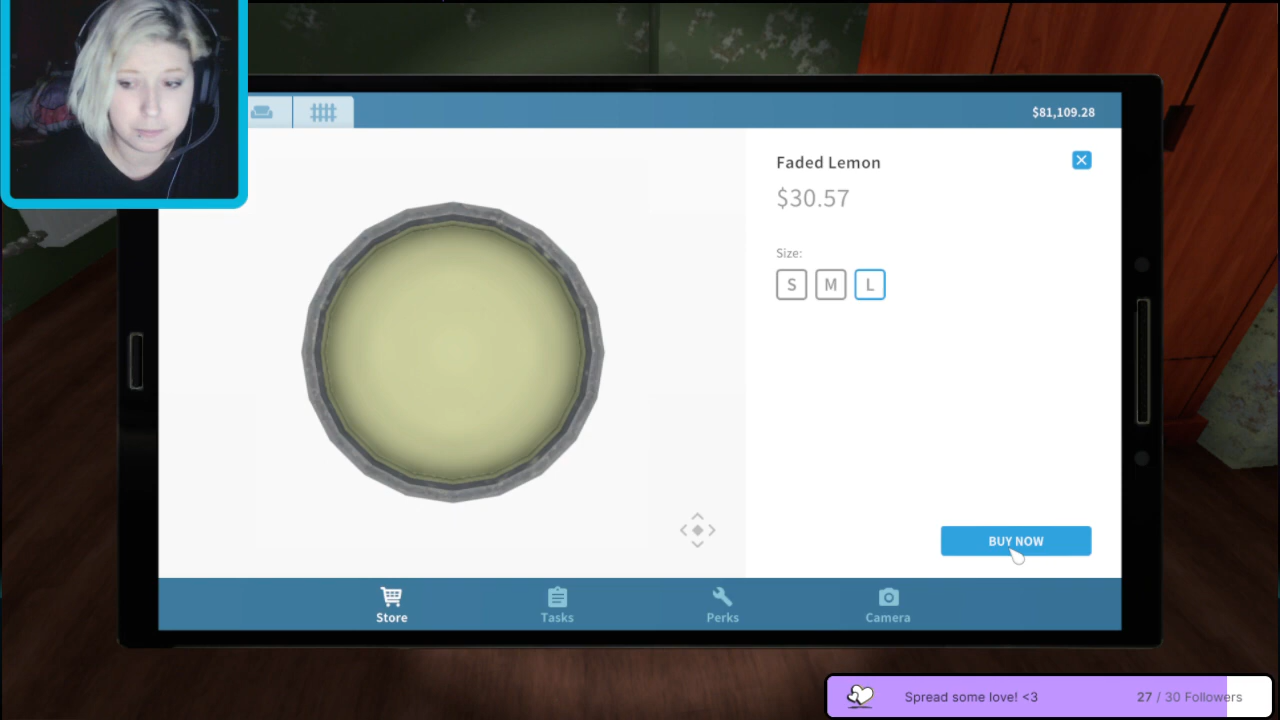 $81,109.28
Faded Lemon
$30.57
Size:
S M L
BUY NOW
Store Tasks Perks Camera
Spread some love! <3 27 / 30 Followers